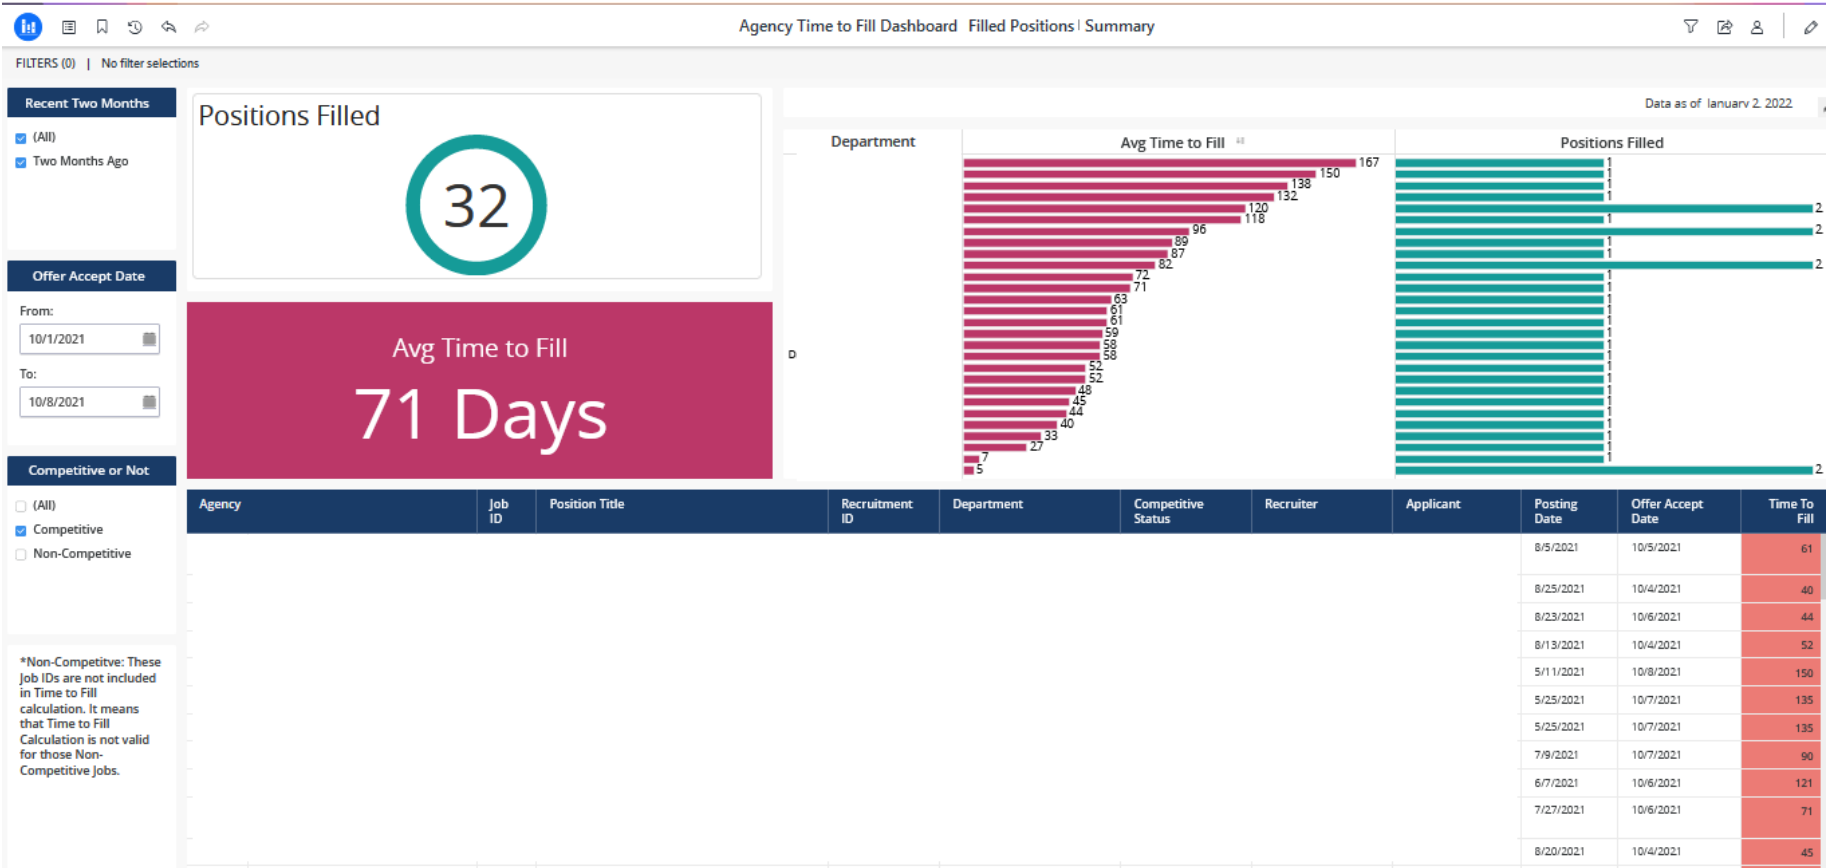 Agency Time to Fill Dashboard Filled Positions | Summary
FILTERS (0) | No filter selections
Recent Two Months
(All)
Two Months Ago
Offer Accept Date
From:
10/1/2021
To:
10/8/2021
Competitive or Not
(All)
Competitive
Non-Competitive
*Non-Competitve: These
Job IDs are not included
in Time to Fill
calculation. It means
that Time to Fill
Calculation is not valid
for those Non-
Competitive Jobs.
Positions Filled
32
Avg Time to Fill
71 Days
Data as of January 2, 2022
Department Avg Time to Fill Positions Filled
D
167 1
150 1
138 1
132 1
120 2
118 1
96 2
89 1
87 1
82 2
72 1
71 1
63 1
61 1
61 1
59 1
58 1
58 1
52 1
52 1
48 1
45 1
44 1
40 1
33 1
27 1
7 1
5 2
Agency Job Position Title Recruitment Department Competitive Recruiter Applicant Posting Offer Accept Time To
ID ID Status Date Date Fill
8/5/2021 10/5/2021 61
8/25/2021 10/4/2021 40
8/23/2021 10/6/2021 44
8/13/2021 10/4/2021 52
5/11/2021 10/8/2021 150
5/25/2021 10/7/2021 135
5/25/2021 10/7/2021 135
7/9/2021 10/7/2021 90
6/7/2021 10/6/2021 121
7/27/2021 10/6/2021 71
8/20/2021 10/4/2021 45